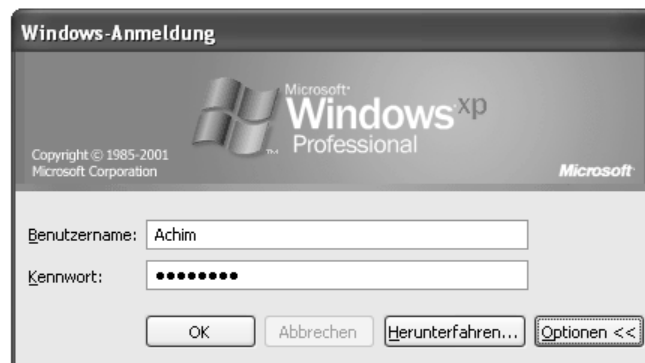 Windows-Anmeldung
Microsoft®
Windows xp
Professional
Copyright © 1985-2001
Microsoft Corporation
Microsoft
Benutzername: Achim
Kennwort: ●●●●●●●●
OK Abbrechen Herunterfahren... Optionen <<